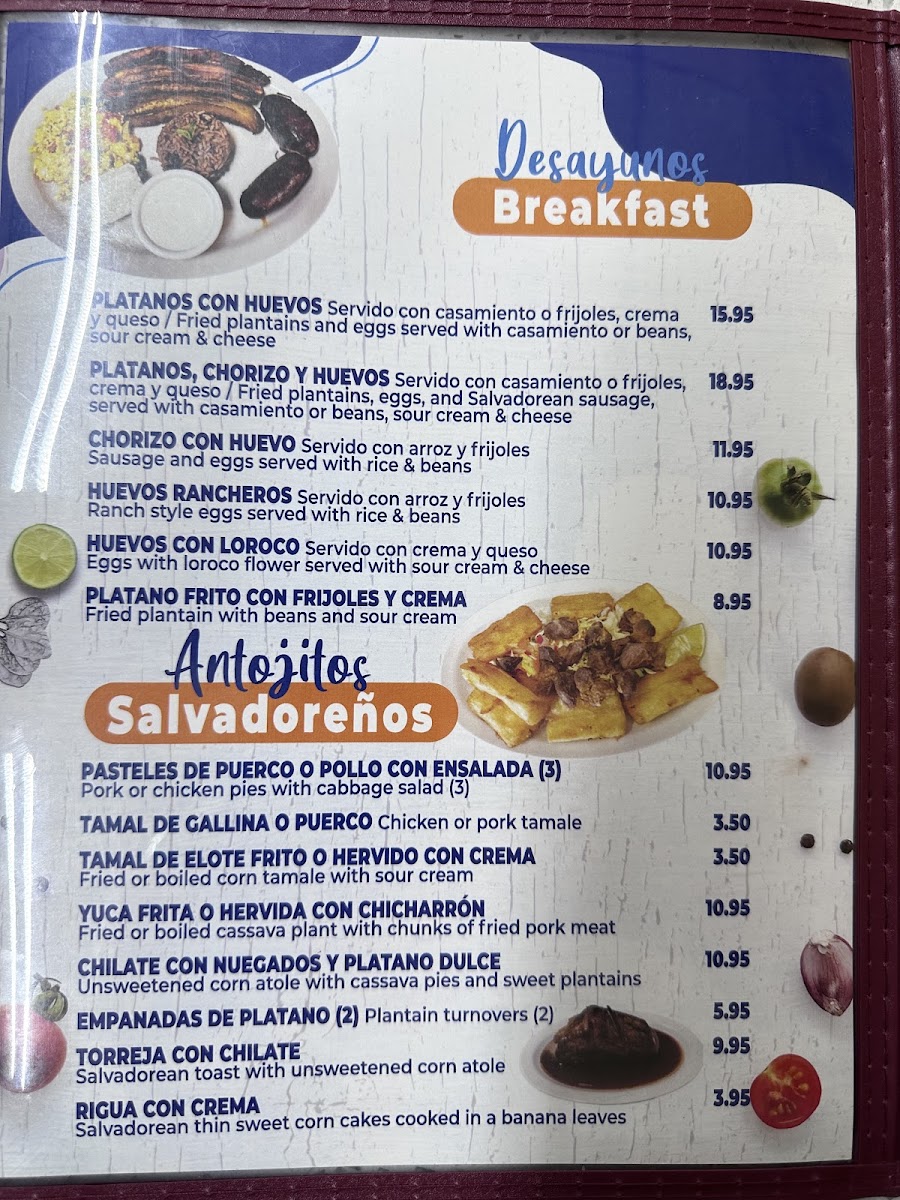 Desayunos
Breakfast
PLATANOS CON HUEVOS Servido con casamiento o frijoles, crema 15.95
y queso / Fried plantains and eggs served with casamiento or beans,
sour cream & cheese
PLATANOS, CHORIZO Y HUEVOS Servido con casamiento o frijoles, 18.95
crema y queso / Fried plantains, eggs, and Salvadorean sausage,
served with casamiento or beans, sour cream & cheese
CHORIZO CON HUEVO Servido con arroz y frijoles 11.95
Sausage and eggs served with rice & beans
HUEVOS RANCHEROS Servido con arroz y frijoles 10.95
Ranch style eggs served with rice & beans
HUEVOS CON LOROCO Servido con crema y queso 10.95
Eggs with loroco flower served with sour cream & cheese
PLATANO FRITO CON FRIJOLES Y CREMA 8.95
Fried plantain with beans and sour cream
Antojitos
Salvadoreños
PASTELES DE PUERCO O POLLO CON ENSALADA (3) 10.95
Pork or chicken pies with cabbage salad (3)
TAMAL DE GALLINA O PUERCO Chicken or pork tamale 3.50
TAMAL DE ELOTE FRITO O HERVIDO CON CREMA 3.50
Fried or boiled corn tamale with sour cream
YUCA FRITA O HERVIDA CON CHICHARRÓN 10.95
Fried or boiled cassava plant with chunks of fried pork meat
CHILATE CON NUEGADOS Y PLATANO DULCE 10.95
Unsweetened corn atole with cassava pies and sweet plantains
EMPANADAS DE PLATANO (2) Plantain turnovers (2) 5.95
TORREJA CON CHILATE 9.95
Salvadorean toast with unsweetened corn atole
RIGUA CON CREMA 3.95
Salvadorean thin sweet corn cakes cooked in a banana leaves